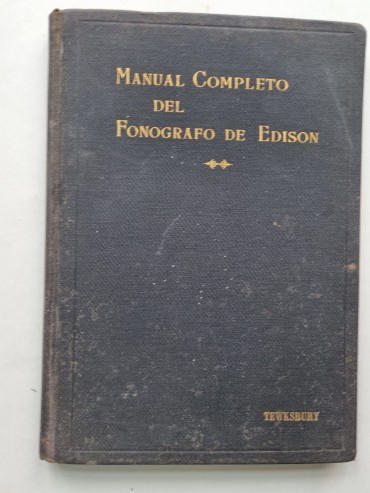 Manual Completo
del
Fonografo de Edison
Tewksbury